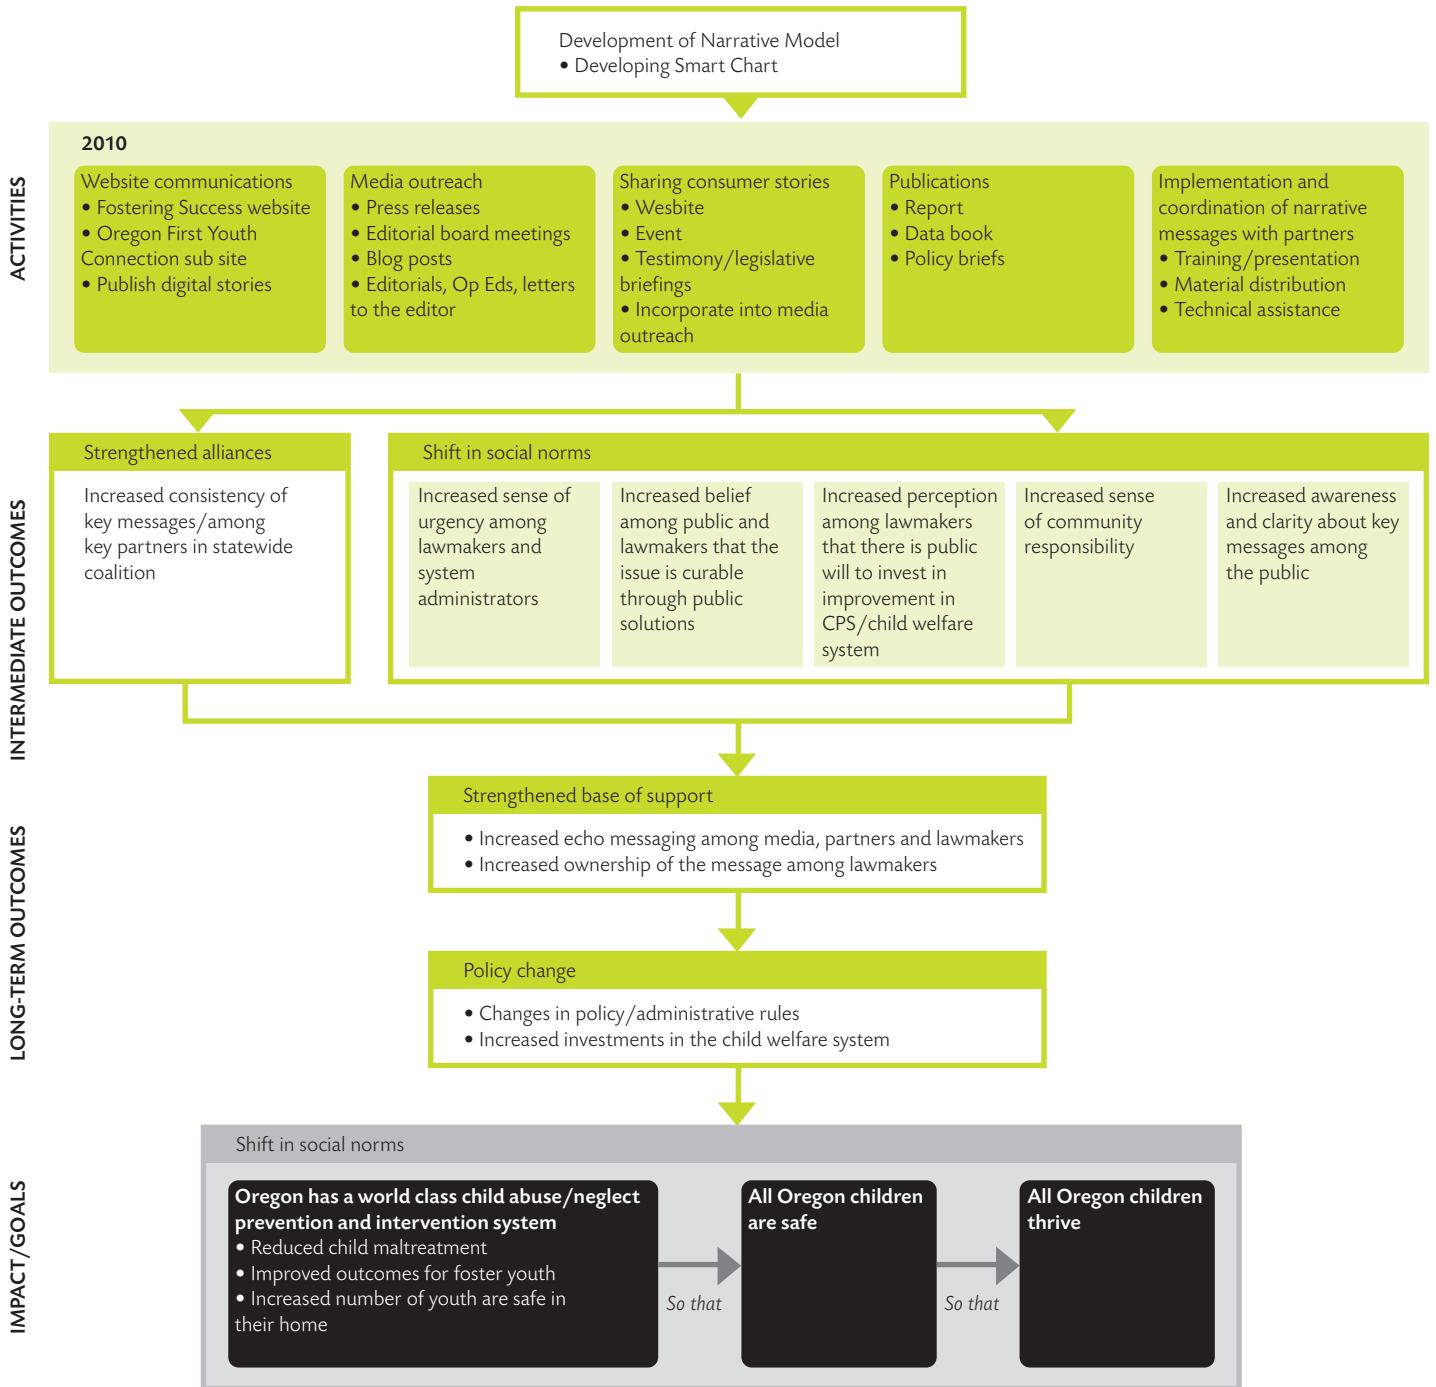 Development of Narrative Model
• Developing Smart Chart
ACTIVITIES
2010
Website communications
• Fostering Success website
• Oregon First Youth
Connection sub site
• Publish digital stories
Media outreach
• Press releases
• Editorial board meetings
• Blog posts
• Editorials, Op Eds, letters
to the editor
Sharing consumer stories
• Wesbite
• Event
• Testimony/legislative
briefings
• Incorporate into media
outreach
Publications
• Report
• Data book
• Policy briefs
Implementation and
coordination of narrative
messages with partners
• Training/presentation
• Material distribution
• Technical assistance
INTERMEDIATE OUTCOMES
Strengthened alliances
Increased consistency of
key messages/among
key partners in statewide
coalition
Shift in social norms
Increased sense of
urgency among
lawmakers and
system
administrators
Increased belief
among public and
lawmakers that the
issue is curable
through public
solutions
Increased perception
among lawmakers
that there is public
will to invest in
improvement in
CPS/child welfare
system
Increased sense
of community
responsibility
Increased awareness
and clarity about key
messages among
the public
LONG-TERM OUTCOMES
Strengthened base of support
• Increased echo messaging among media, partners and lawmakers
• Increased ownership of the message among lawmakers
Policy change
• Changes in policy/administrative rules
• Increased investments in the child welfare system
IMPACT/GOALS
Shift in social norms
Oregon has a world class child abuse/neglect
prevention and intervention system
• Reduced child maltreatment
• Improved outcomes for foster youth
• Increased number of youth are safe in
their home
So that
All Oregon children
are safe
So that
All Oregon children
thrive